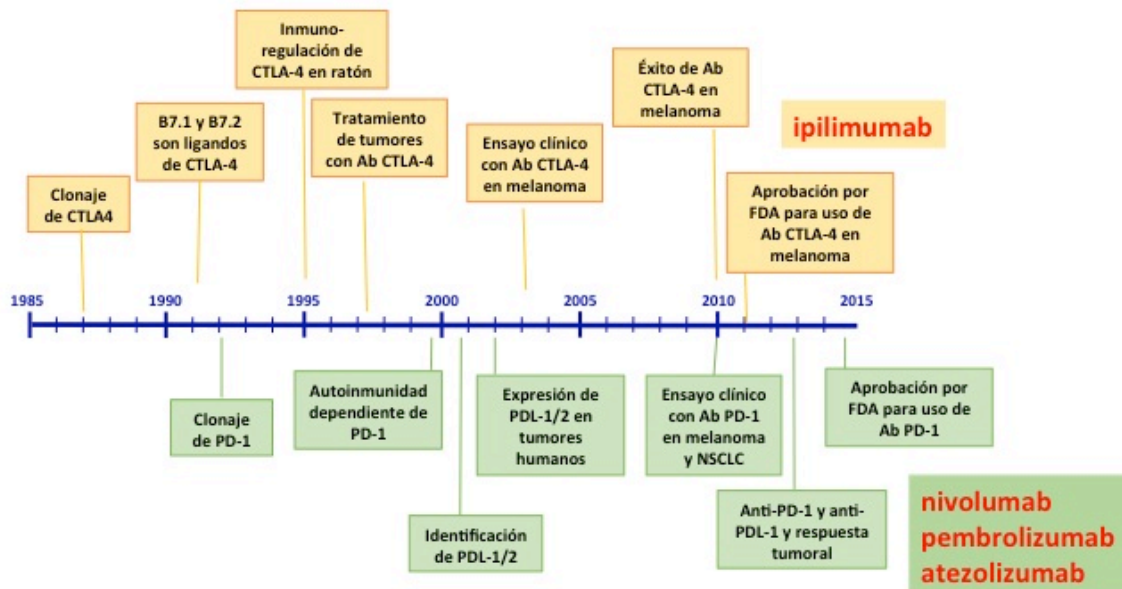 Inmuno-
regulación de
CTLA-4 en ratón
Éxito de Ab
CTLA-4 en
melanoma
ipilimumab
B7.1 y B7.2
son ligandos
de CTLA-4
Tratamiento
de tumores
con Ab CTLA-4
Ensayo clínico
con Ab CTLA-4
en melanoma
Clonaje
de CTLA4
Aprobación por
FDA para uso de
Ab CTLA-4 en
melanoma
1985 1990 1995 2000 2005 2010 2015
Clonaje
de PD-1
Autoinmunidad
dependiente de
PD-1
Expresión de
PDL-1/2 en
tumores
humanos
Ensayo clínico
con Ab PD-1
en melanoma
y NSCLC
Aprobación por
FDA para uso de
Ab PD-1
Identificación
de PDL-1/2
Anti-PD-1 y anti-
PDL-1 y respuesta
tumoral
nivolumab
pembrolizumab
atezolizumab